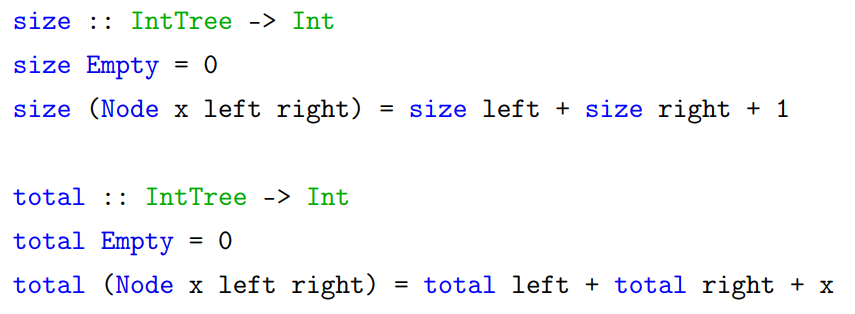 size :: IntTree -> Int
size Empty = 0
size (Node x left right) = size left + size right + 1
total :: IntTree -> Int
total Empty = 0
total (Node x left right) = total left + total right + x